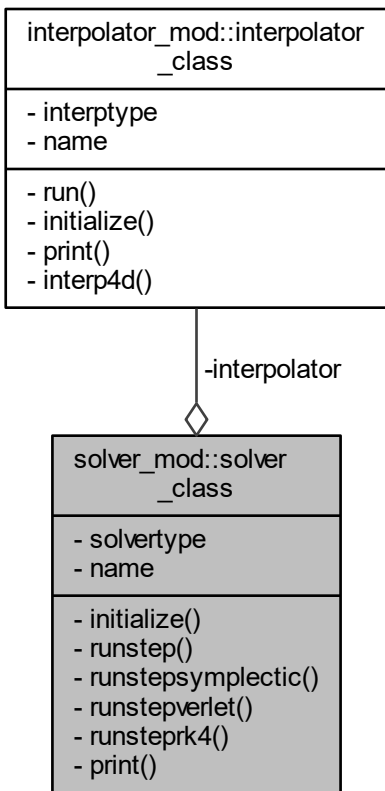 interpolator_mod::interpolator
_class
- interptype
- name
- run()
- initialize()
- print()
- interp4d()
-interpolator
solver_mod::solver
_class
- solvertype
- name
- initialize()
- runstep()
- runstepsymplectic()
- runstepverlet()
- runsteprk4()
- print()